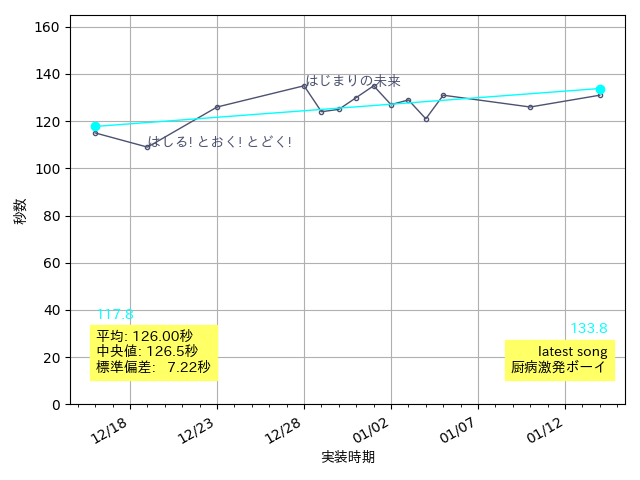 160
140
120
100
80
60
40
20
0
秒数
はじまりの未来
はしる! とおく! とどく!
117.8
平均: 126.00秒
中央値: 126.5秒
標準偏差: 7.22秒
133.8
latest song
厨病激発ボーイ
12/18
12/23
12/28
01/02
01/07
01/12
実装時期